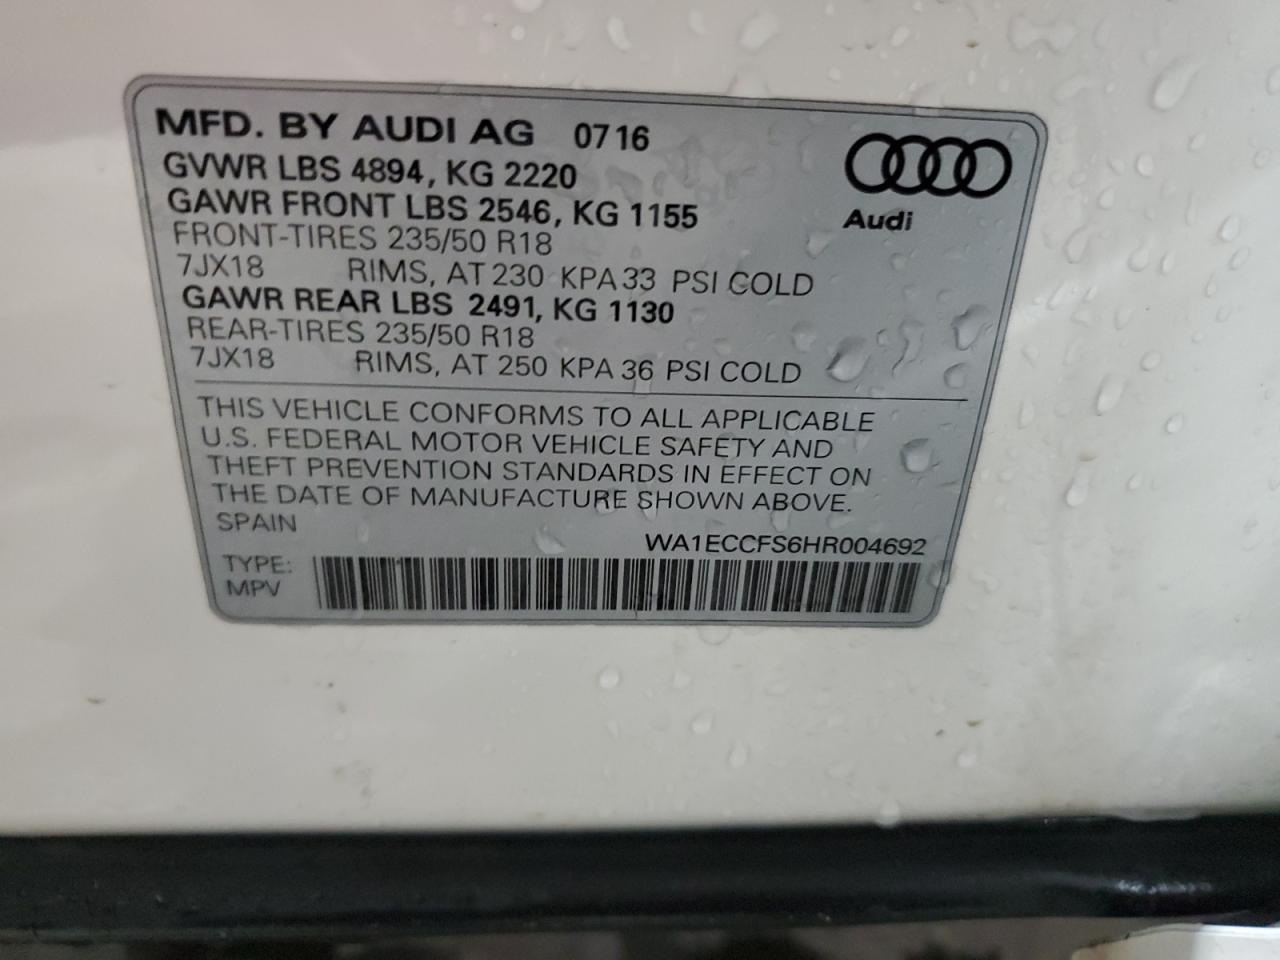 MFD. BY AUDI AG 0716
GVWR LBS 4894, KG 2220
GAWR FRONT LBS 2546, KG 1155
Audi
FRONT-TIRES 235/50 R18
7JX18 RIMS, AT 230 KPA 33 PSI COLD
GAWR REAR LBS 2491, KG 1130
REAR-TIRES 235/50 R18
7JX18 RIMS, AT 250 KPA 36 PSI COLD
THIS VEHICLE CONFORMS TO ALL APPLICABLE
U.S. FEDERAL MOTOR VEHICLE SAFETY AND
THEFT PREVENTION STANDARDS IN EFFECT ON
THE DATE OF MANUFACTURE SHOWN ABOVE.
SPAIN
WA1ECCFS6HR004692
TYPE:
MPV